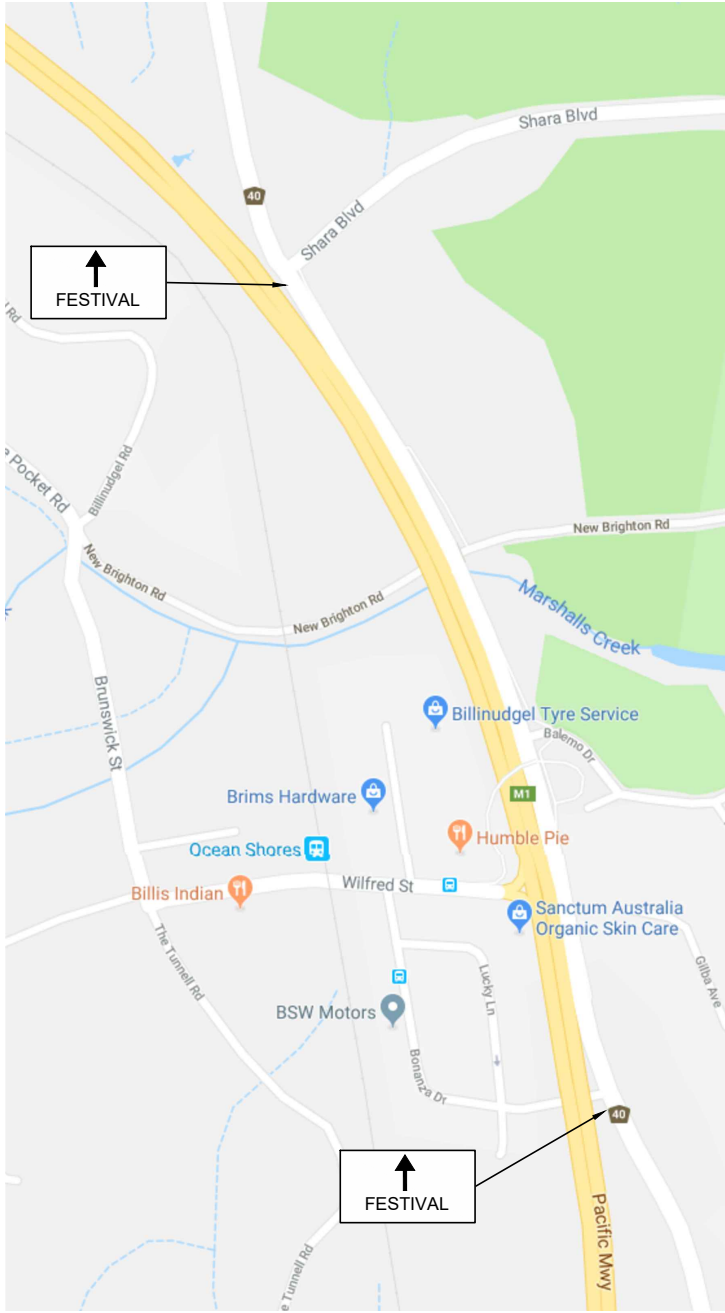 Shara Blvd
40
Shara Blvd
FESTIVAL
Rd
Billinudgel Rd
Pocket Rd
New Brighton Rd
New Brighton Rd
New Brighton Rd
Marshalls Creek
Brunswick St
Billinudgel Tyre Service
Balemo Dr
Brims Hardware
M1
Humble Pie
Ocean Shores
Wilfred St
Billis Indian
Sanctum Australia
Organic Skin Care
The Tunnell Rd
Gilba Ave
Lucky Ln
BSW Motors
Bonanza Dr
40
FESTIVAL
Pacific Mwy
e Tunnell Rd